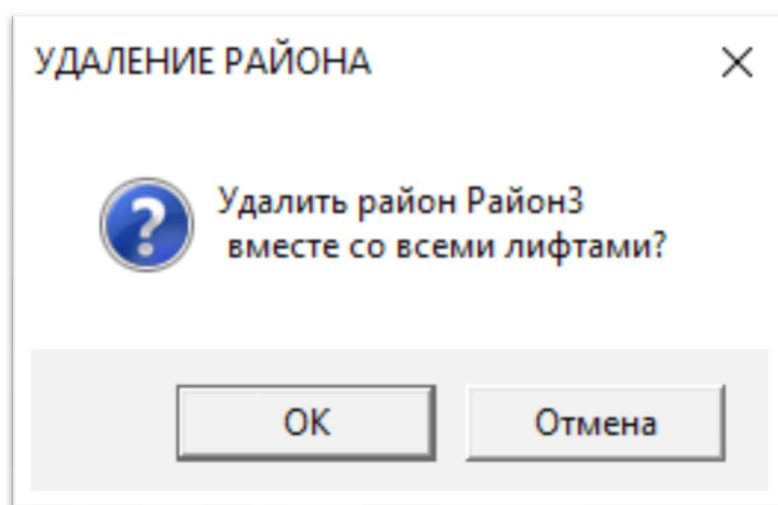 УДАЛЕНИЕ РАЙОНА
Удалить район Район3
вместе со всеми лифтами?
OK
Отмена